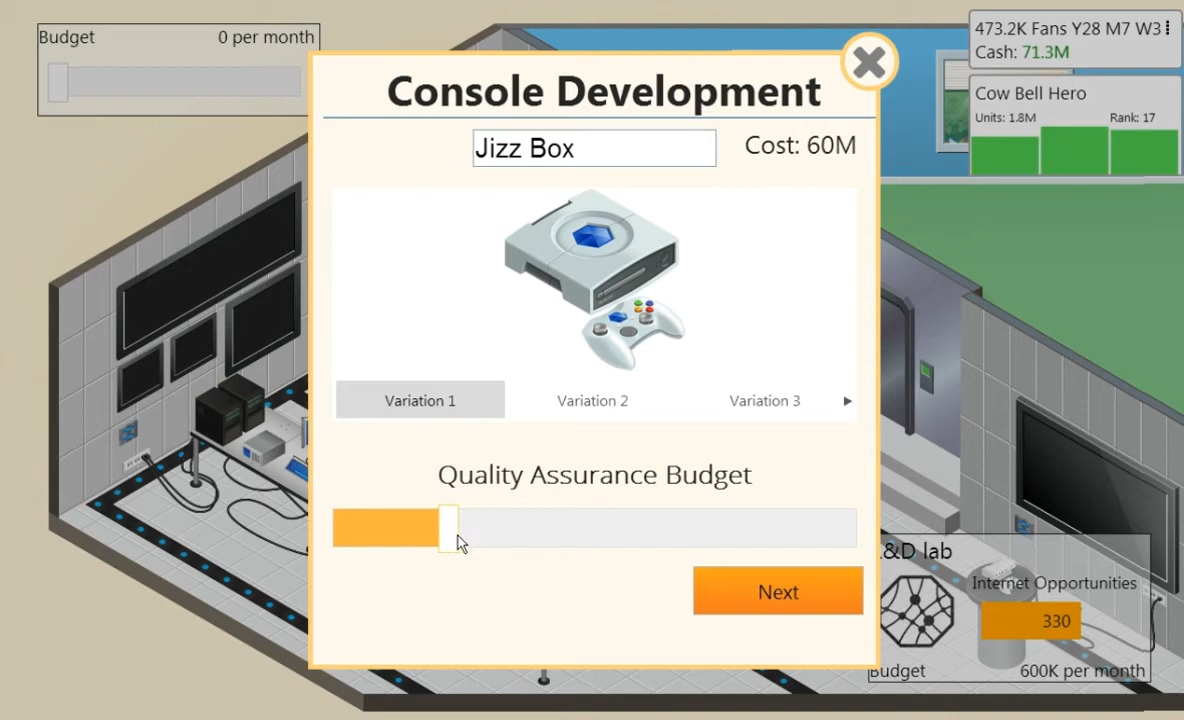 Budget 0 per month
473.2K Fans Y28 M7 W3
Cash: 71.3M
Cow Bell Hero
Units: 1.8M Rank: 17
Console Development
Jizz Box
Cost: 60M
Variation 1 Variation 2 Variation 3
Quality Assurance Budget
Next
&D lab
Internet Opportunities
330
Budget 600K per month